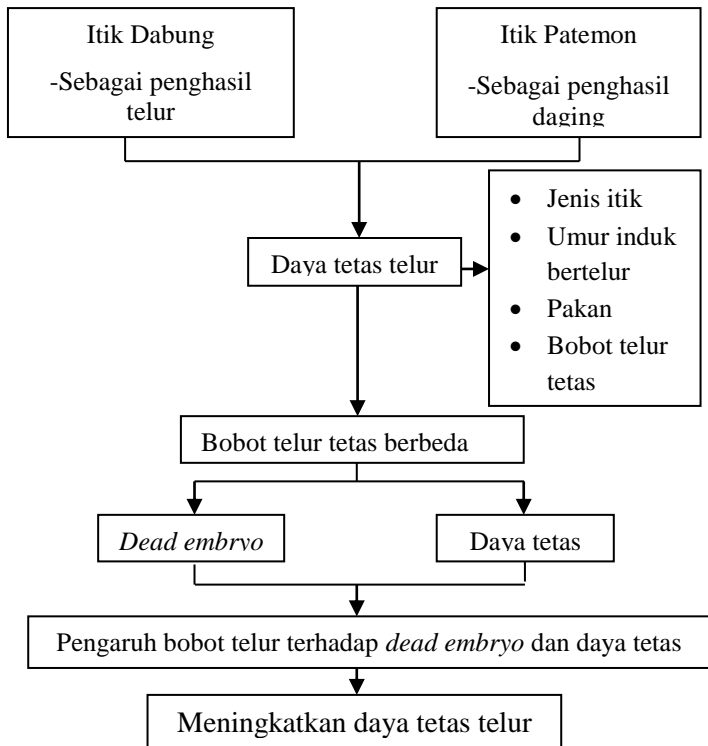 Itik Dabung
-Sebagai penghasil
telur
Itik Patemon
-Sebagai penghasil
daging
• Jenis itik
• Umur induk
bertelur
• Pakan
• Bobot telur
tetas
Daya tetas telur
Bobot telur tetas berbeda
Dead embryo
Daya tetas
Pengaruh bobot telur terhadap dead embryo dan daya tetas
Meningkatkan daya tetas telur